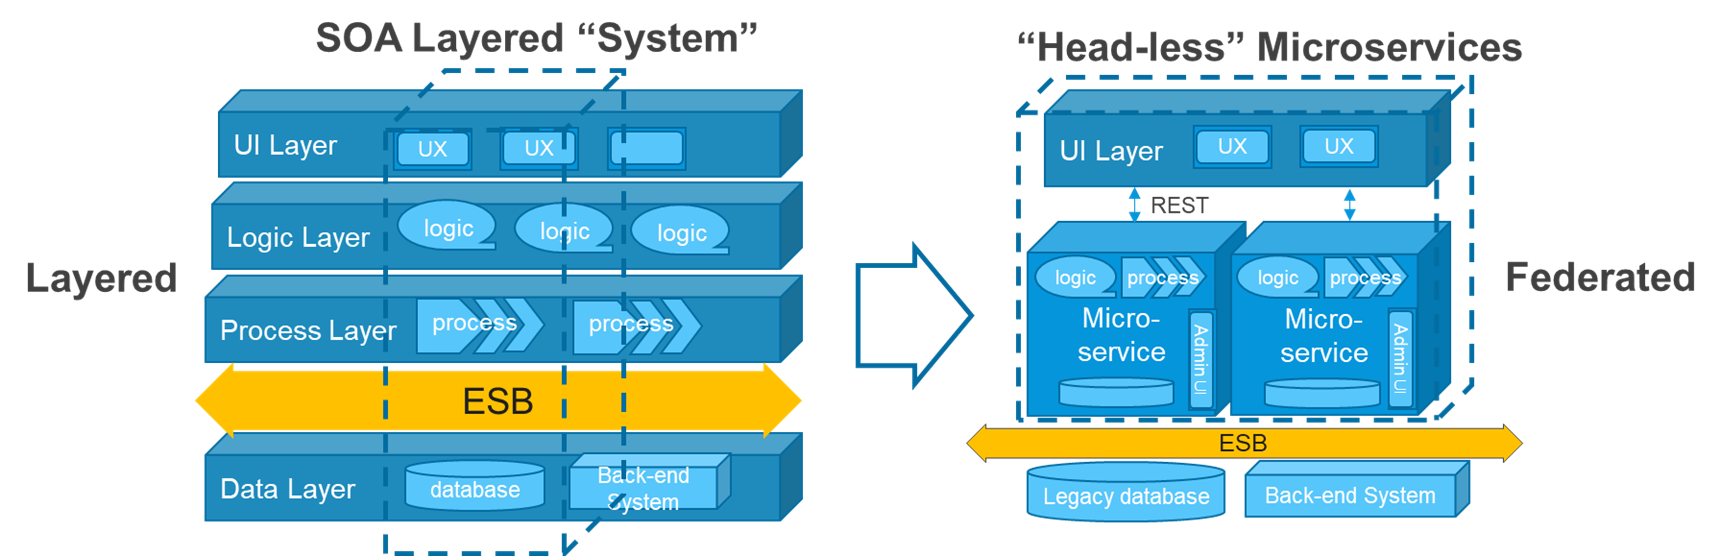 SOA Layered “System”
“Head-less” Microservices
Layered
UI Layer
UX
UX
Logic Layer
logic
logic
logic
Process Layer
process
process
ESB
Data Layer
database
Back-end
System
UI Layer
UX
UX
REST
logic
process
Micro-
service
Admin UI
logic
process
Micro-
service
Admin UI
ESB
Legacy database
Back-end System
Federated